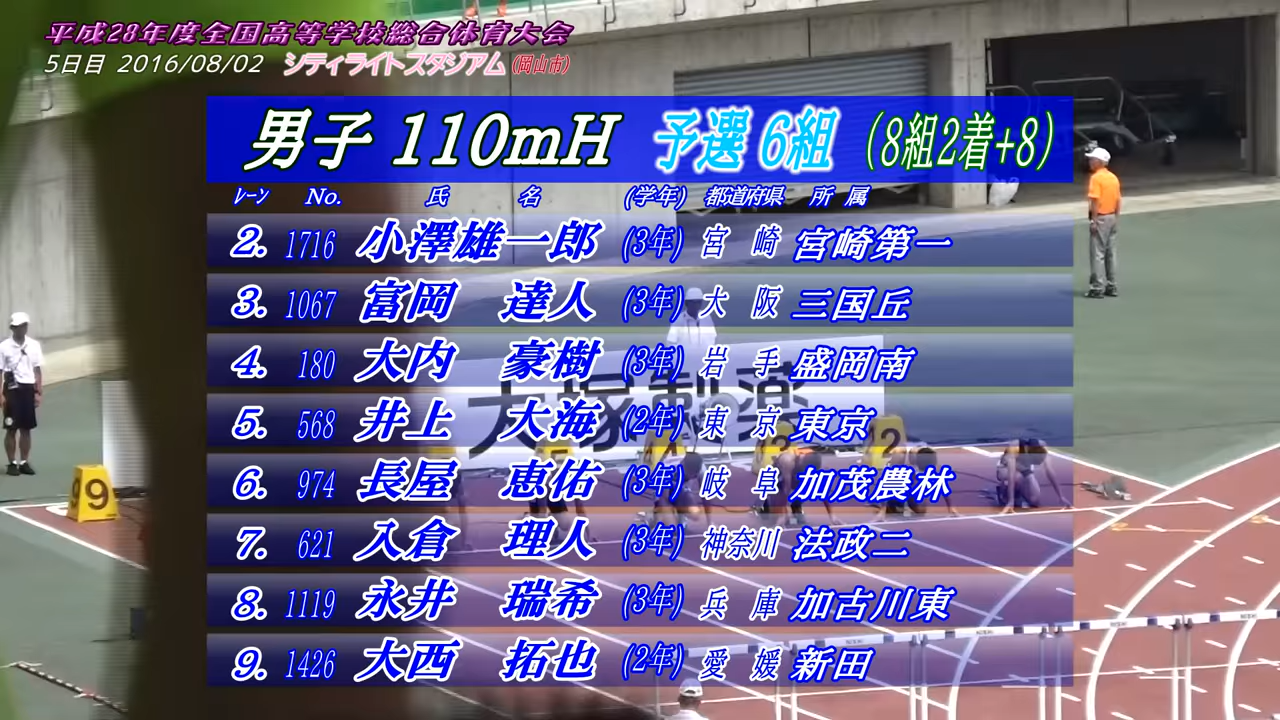 平成28年度全国高等学校総合体育大会
5日目 2016/08/02 シティライトスタジアム (岡山市)
男子 110mH 予選 6組 (8組2着+8)
ﾚｰﾝ No. 氏 名 (学年) 都道府県 所 属
2. 1716 小澤雄一郎 (3年) 宮 崎 宮崎第一
3. 1067 富岡 達人 (3年) 大 阪 三国丘
4. 180 大内 豪樹 (3年) 岩 手 盛岡南
5. 568 井上 大海 (2年) 東 京 東京
6. 974 長屋 恵佑 (3年) 岐 阜 加茂農林
7. 621 入倉 理人 (3年) 神奈川 法政二
8. 1119 永井 瑞希 (3年) 兵 庫 加古川東
9. 1426 大西 拓也 (2年) 愛 媛 新田
大塚製薬
9
2